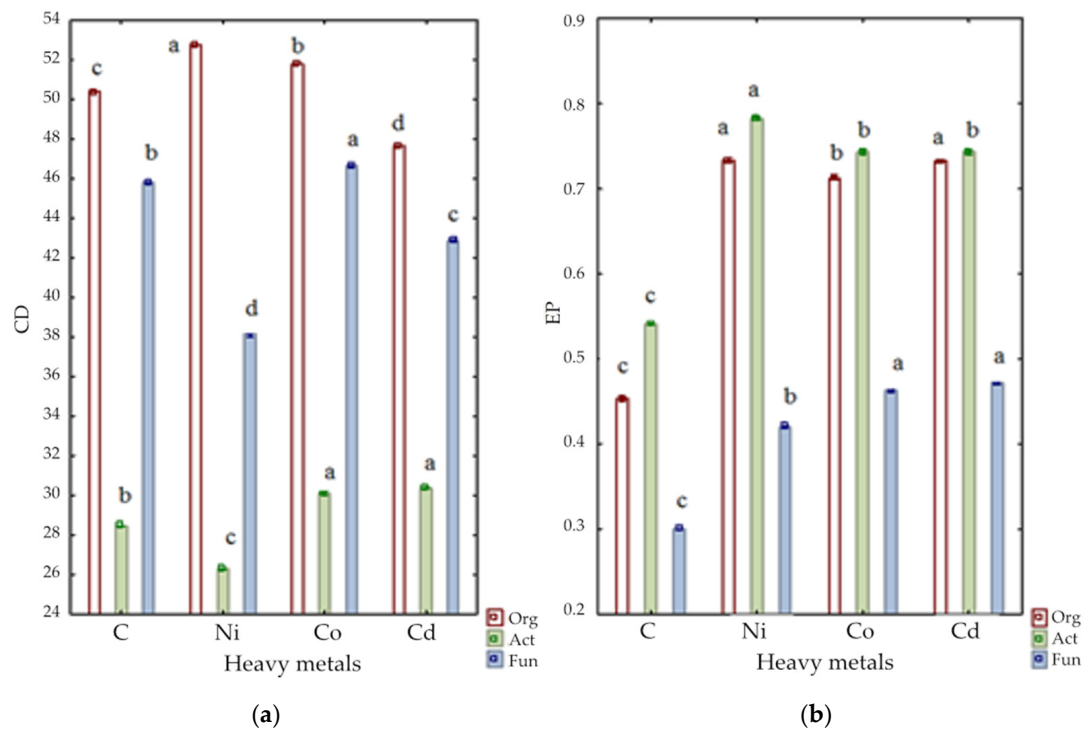 54
52
50
48
46
44
42
40
38
36
34
32
30
28
26
24
CD
c
b
b
a
c
d
b
a
a
d
a
c
C
Ni
Co
Cd
Heavy metals
Org
Act
Fun
(a)
0.9
0.8
0.7
0.6
0.5
0.4
0.3
0.2
EP
c
c
c
a
a
b
b
b
a
a
b
a
C
Ni
Co
Cd
Heavy metals
Org
Act
Fun
(b)